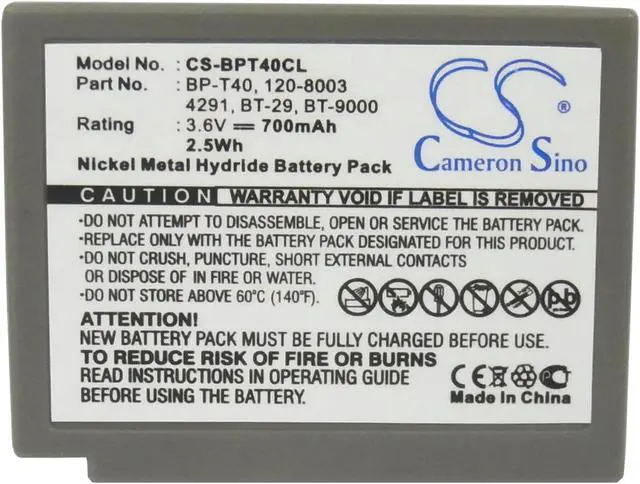 Model No. : CS-BPT40CL
Part No. : BP-T40, 120-8003
4291, BT-29, BT-9000
Rating : 3.6V 700mAh
2.5Wh
Nickel Metal Hydride Battery Pack
CS®
Cameron Sino
CAUTION WARRANTY VOID IF LABEL IS REMOVED
•DO NOT ATTEMPT TO DISASSEMBLE, OPEN OR SERVICE THE BATTERY PACK.
•REPLACE ONLY WITH THE BATTERY PACK DESIGNATED FOR THIS PRODUCT.
•DO NOT CRUSH, PUNCTURE, SHORT EXTERNAL CONTACTS
OR DISPOSE OF IN FIRE OR WATER.
•DO NOT STORE ABOVE 60°C (140°F)
Pb
ATTENTION!
NEW BATTERY PACK MUST BE FULLY CHARGED BEFORE USE
TO REDUCE RISK OF FIRE OR BURNS
READ INSTRUCTIONS IN OPERATING GUIDE
BEFORE USING THIS BATTERY
CE
Made In China